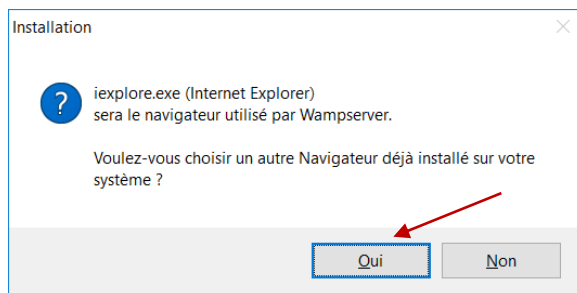 Installation
iexplore.exe (Internet Explorer)
sera le navigateur utilisé par Wampserver.
Voulez-vous choisir un autre Navigateur déjà installé sur votre
système ?
Oui
Non